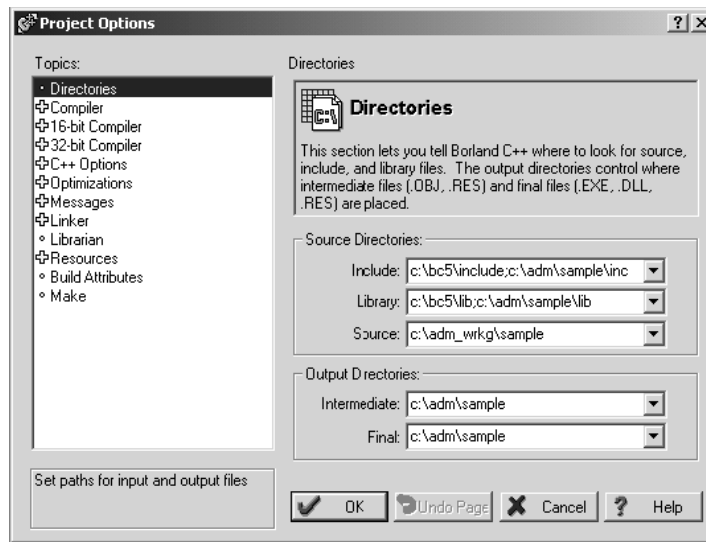 Project Options
Topics:
Directories
Compiler
16-bit Compiler
32-bit Compiler
C++ Options
Optimizations
Messages
Linker
Librarian
Resources
Build Attributes
Make
Set paths for input and output files
Directories
C:\
Directories
This section lets you tell Borland C++ where to look for source,
include, and library files.  The output directories control where
intermediate files (.OBJ, .RES) and final files (.EXE, .DLL,
.RES) are placed.
Source Directories:
Include: c:\bc5\include;c:\adm\sample\inc
Library: c:\bc5\lib;c:\adm\sample\lib
Source: c:\adm_wrkg\sample
Output Directories:
Intermediate: c:\adm\sample
Final: c:\adm\sample
OK Undo Page Cancel ? Help